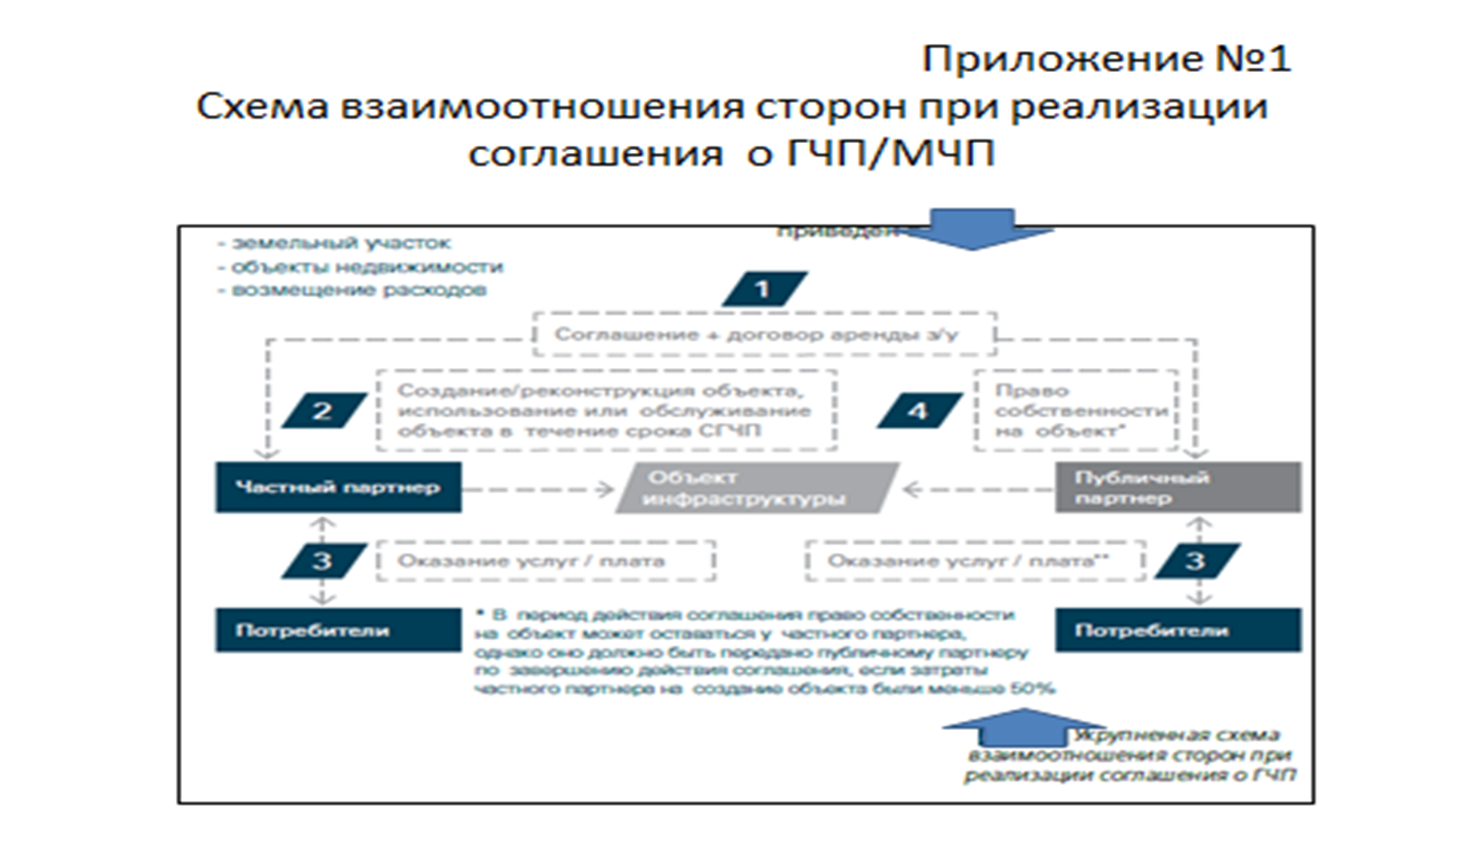 Приложение №1
Схема взаимоотношения сторон при реализации
соглашения о ГЧП/МЧП
- земельный участок
- объекты недвижимости
- возмещение расходов
приведен
1
Соглашение + договор аренды з/у
2
Создание/реконструкция объекта,
использование или обслуживание
объекта в течение срока СГЧП
4
Право
собственности
на объект*
Частный партнер
Объект
инфраструктуры
Публичный
партнер
3
Оказание услуг / плата
Оказание услуг / плата**
3
Потребители
* В период действия соглашения право собственности
на объект может оставаться у частного партнера,
однако оно должно быть передано публичному партнеру
по завершению действия соглашения, если затраты
частного партнера на создание объекта были меньше 50%
Потребители
Укрупненная схема
взаимоотношения сторон при
реализации соглашения о ГЧП